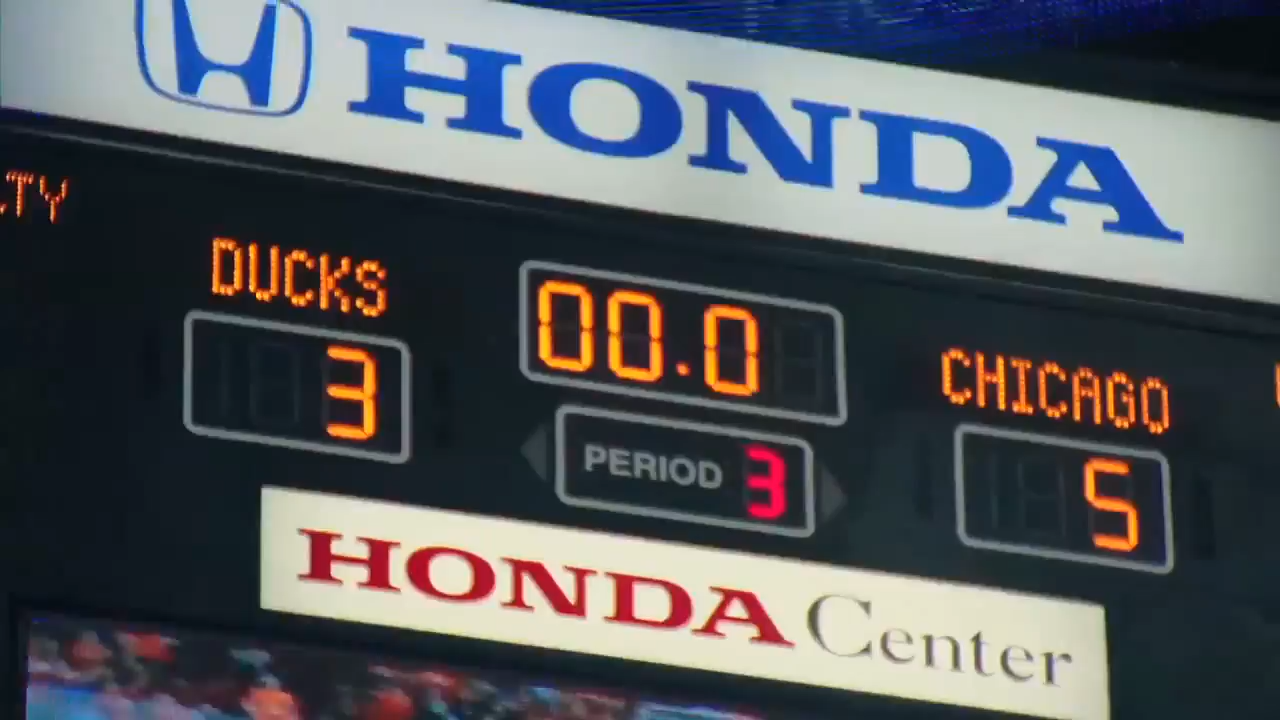 HONDA
DUCKS
3
00.0
CHICAGO
5
PERIOD 3
HONDA Center